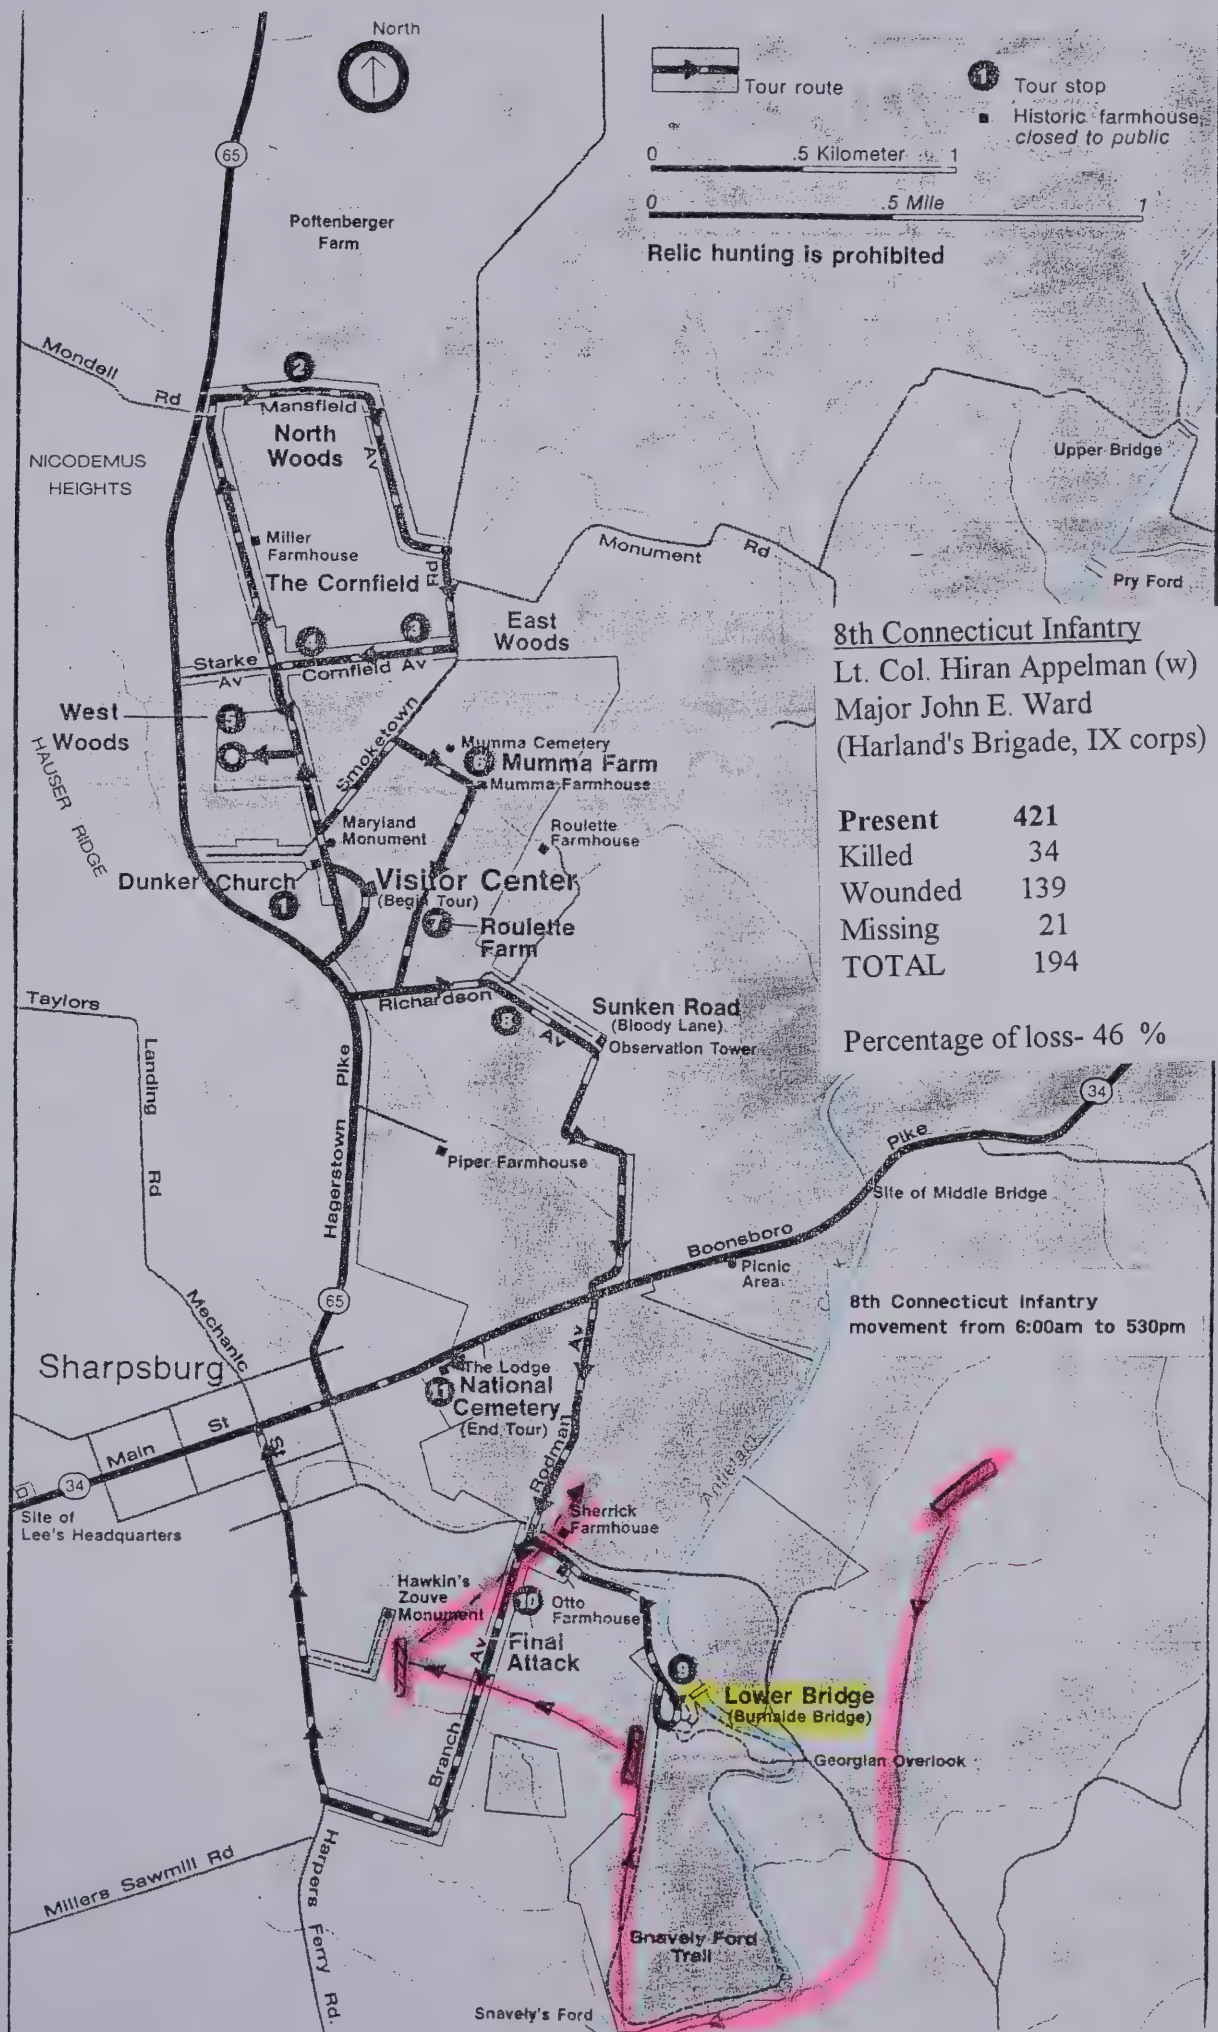 North
Tour route
1 Tour stop
Historic farmhouse,
closed to public
0 .5 Kilometer 1
0 .5 Mile 1
Relic hunting is prohibited
65
Poffenberger
Farm
Mondell Rd
2
Mansfield Av
North
Woods
NICODEMUS
HEIGHTS
Upper Bridge
Miller
Farmhouse
Monument Rd
The Cornfield
Rd
Pry Ford
East
Woods
4
3
Starke
Av
Cornfield Av
8th Connecticut Infantry
Lt. Col. Hiran Appelman (w)
Major John E. Ward
(Harland's Brigade, IX corps)
Present 421
Killed 34
Wounded 139
Missing 21
TOTAL 194
Percentage of loss- 46 %
West
Woods
5
HAUSER RIDGE
Smoketown
Mumma Cemetery
6 Mumma Farm
Mumma Farmhouse
Maryland
Monument
Roulette
Farmhouse
Dunker Church
1
Visitor Center
(Begin Tour)
7 Roulette
Farm
Taylors
Landing
Rd
Richardson
Av
8
Sunken Road
(Bloody Lane)
Observation Tower
34
Hagerstown Pike
Piper Farmhouse
Boonsboro Pike
Site of Middle Bridge
Picnic
Area
65
Mechanic
St
8th Connecticut Infantry
movement from 6:00am to 530pm
Sharpsburg
The Lodge
11 National
Cemetery
(End Tour)
Rodman
Av
Antietam
Main St
34
Site of
Lee's Headquarters
Sherrick
Farmhouse
Hawkin's
Zouve
Monument
10
Otto
Farmhouse
Final
Attack
Branch Av
9
Lower Bridge
(Burnside Bridge)
Georgian Overlook
Millers Sawmill Rd
Harpers Ferry Rd.
Snavely Ford
Trail
Snavely's Ford